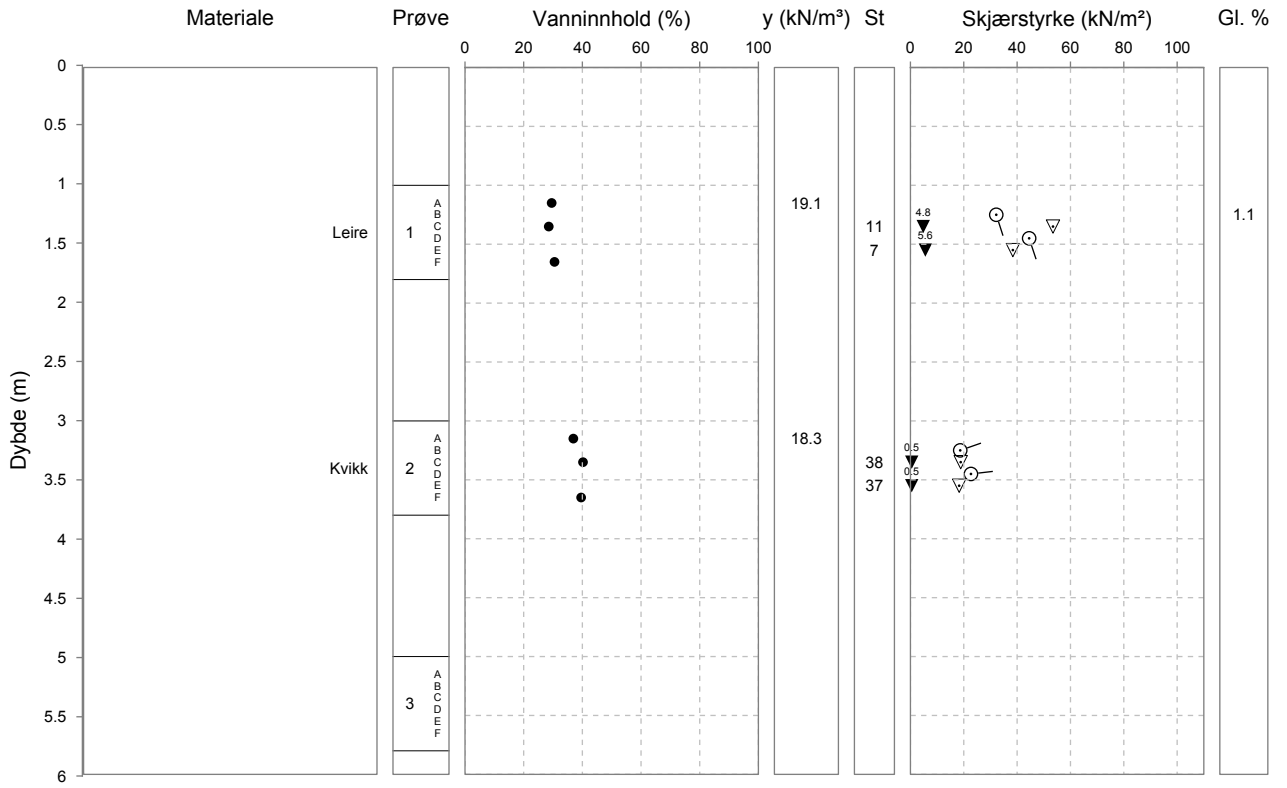 Materiale Prøve Vanninnhold (%) y (kN/m³) St Skjærstyrke (kN/m²) Gl. %
0 20 40 60 80 100 0 20 40 60 80 100
0
0.5
1
A 19.1
B 1.1
Leire 1 C 11 4.8
D
1.5
E 7 5.6
F
2
2.5
3
A 18.3
B
Kvikk 2 C 38 0.5
D
3.5
E 37 0.5
F
4
4.5
5
A
B
3 C
D
5.5
E
F
6
Dybde (m)